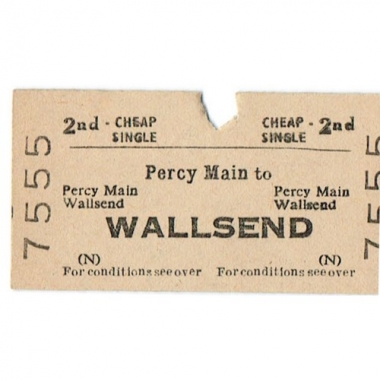 2nd - CHEAP SINGLE
CHEAP - 2nd SINGLE
Percy Main to
Percy Main Wallsend
Percy Main Wallsend
WALLSEND
(N)
(N)
For conditions see over
For conditions see over
7555
7555